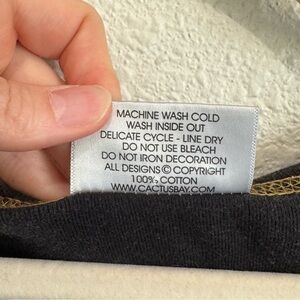 MACHINE WASH COLD
WASH INSIDE OUT
DELICATE CYCLE - LINE DRY
DO NOT USE BLEACH
DO NOT IRON DECORATION
ALL DESIGNS © COPYRIGHT
100% COTTON
WWW.CACTUSBAY.COM